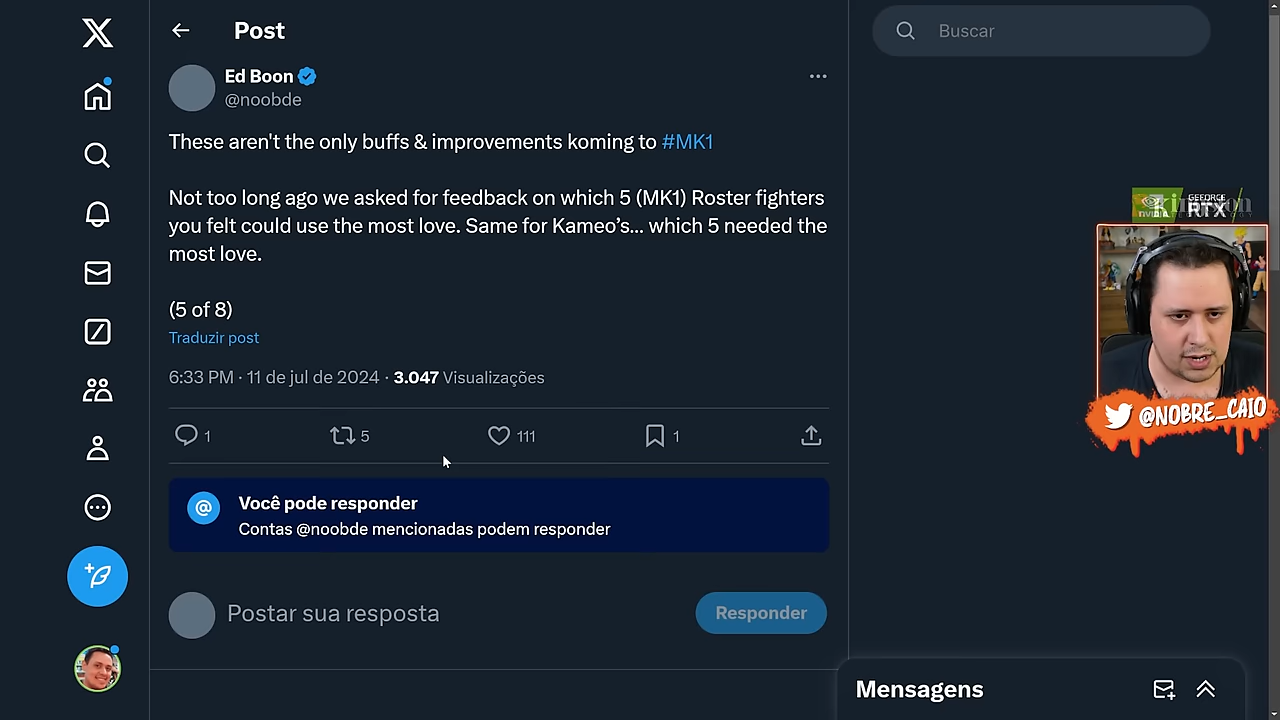 Post
Buscar
Ed Boon
@noobde
These aren't the only buffs & improvements koming to #MK1
Not too long ago we asked for feedback on which 5 (MK1) Roster fighters
you felt could use the most love. Same for Kameo’s... which 5 needed the
most love.
(5 of 8)
Traduzir post
6:33 PM · 11 de jul de 2024 · 3.047 Visualizações
1
5
111
1
@
Você pode responder
Contas @noobde mencionadas podem responder
Postar sua resposta
Responder
Mensagens
GEFORCE
RTX
NVIDIA
@NOBRE_CAIO